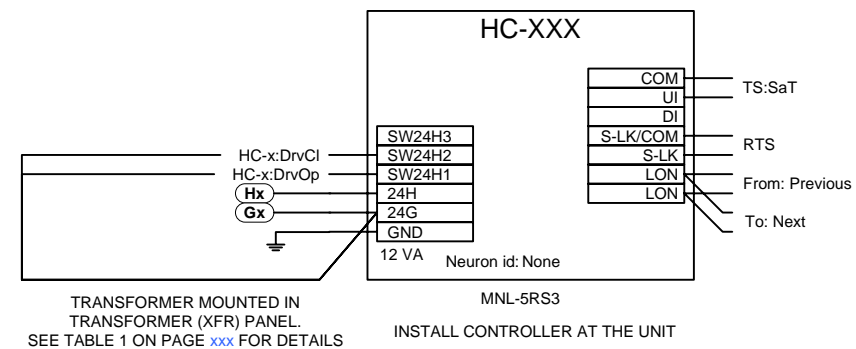 HC-XXX
COM
UI
DI
S-LK/COM
S-LK
LON
LON
TS:SaT
RTS
From: Previous
To: Next
SW24H3
SW24H2
SW24H1
24H
24G
GND
HC-x:DrvCl
HC-x:DrvOp
Hx
Gx
12 VA
Neuron id: None
MNL-5RS3
INSTALL CONTROLLER AT THE UNIT
TRANSFORMER MOUNTED IN
TRANSFORMER (XFR) PANEL.
SEE TABLE 1 ON PAGE xxx FOR DETAILS